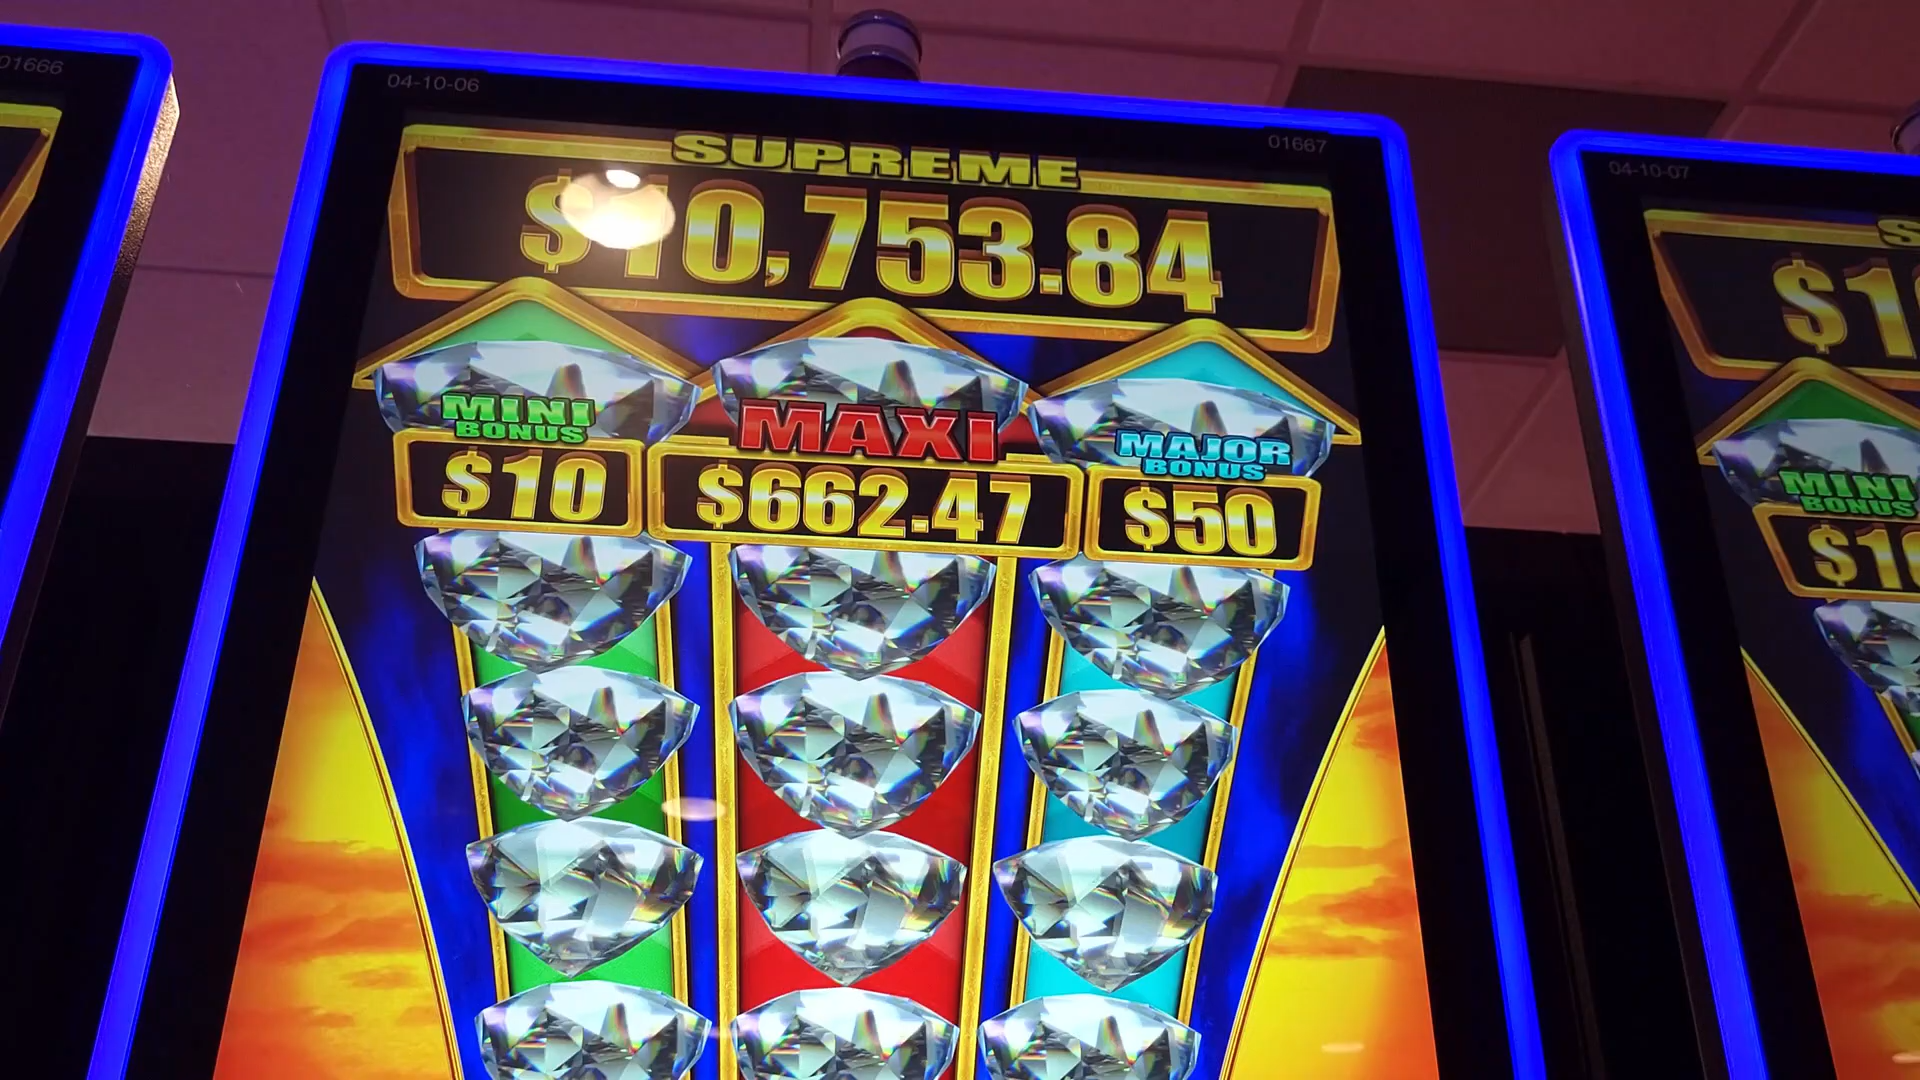 01666
04-10-06
01667
SUPREME
$10,753.84
MINI
BONUS
$10
MAXI
$662.47
MAJOR
BONUS
$50
04-10-07
MINI
BONUS